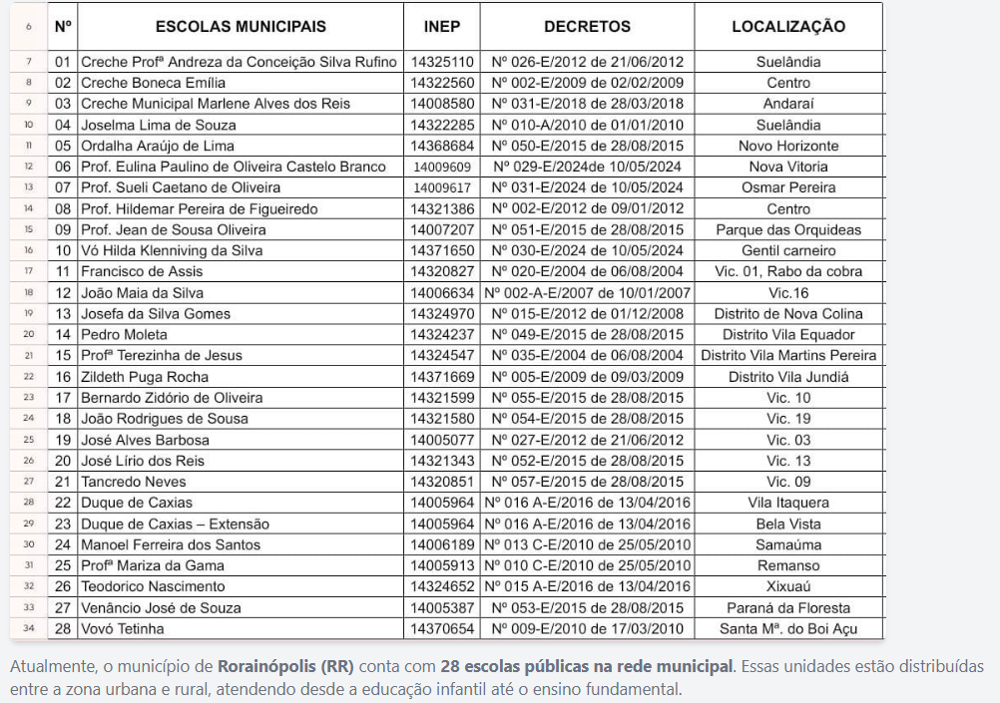 6 Nº ESCOLAS MUNICIPAIS INEP DECRETOS LOCALIZAÇÃO
7 01 Creche Profª Andreza da Conceição Silva Rufino 14325110 Nº 026-E/2012 de 21/06/2012 Suelândia
8 02 Creche Boneca Emília 14322560 Nº 002-E/2009 de 02/02/2009 Centro
9 03 Creche Municipal Marlene Alves dos Reis 14008580 Nº 031-E/2018 de 28/03/2018 Andaraí
10 04 Joselma Lima de Souza 14322285 Nº 010-A/2010 de 01/01/2010 Suelândia
11 05 Ordalha Araújo de Lima 14368684 Nº 050-E/2015 de 28/08/2015 Novo Horizonte
12 06 Prof. Eulina Paulino de Oliveira Castelo Branco 14009609 Nº 029-E/2024de 10/05/2024 Nova Vitoria
13 07 Prof. Sueli Caetano de Oliveira 14009617 Nº 031-E/2024 de 10/05/2024 Osmar Pereira
14 08 Prof. Hildemar Pereira de Figueiredo 14321386 Nº 002-E/2012 de 09/01/2012 Centro
15 09 Prof. Jean de Sousa Oliveira 14007207 Nº 051-E/2015 de 28/08/2015 Parque das Orquideas
16 10 Vó Hilda Klenniving da Silva 14371650 Nº 030-E/2024 de 10/05/2024 Gentil carneiro
17 11 Francisco de Assis 14320827 Nº 020-E/2004 de 06/08/2004 Vic. 01, Rabo da cobra
18 12 João Maia da Silva 14006634 Nº 002-A-E/2007 de 10/01/2007 Vic.16
19 13 Josefa da Silva Gomes 14324970 Nº 015-E/2012 de 01/12/2008 Distrito de Nova Colina
20 14 Pedro Moleta 14324237 Nº 049-E/2015 de 28/08/2015 Distrito Vila Equador
21 15 Profª Terezinha de Jesus 14324547 Nº 035-E/2004 de 06/08/2004 Distrito Vila Martins Pereira
22 16 Zildeth Puga Rocha 14371669 Nº 005-E/2009 de 09/03/2009 Distrito Vila Jundiá
23 17 Bernardo Zidório de Oliveira 14321599 Nº 055-E/2015 de 28/08/2015 Vic. 10
24 18 João Rodrigues de Sousa 14321580 Nº 054-E/2015 de 28/08/2015 Vic. 19
25 19 José Alves Barbosa 14005077 Nº 027-E/2012 de 21/06/2012 Vic. 03
26 20 José Lírio dos Reis 14321343 Nº 052-E/2015 de 28/08/2015 Vic. 13
27 21 Tancredo Neves 14320851 Nº 057-E/2015 de 28/08/2015 Vic. 09
28 22 Duque de Caxias 14005964 Nº 016 A-E/2016 de 13/04/2016 Vila Itaquera
29 23 Duque de Caxias – Extensão 14005964 Nº 016 A-E/2016 de 13/04/2016 Bela Vista
30 24 Manoel Ferreira dos Santos 14006189 Nº 013 C-E/2010 de 25/05/2010 Samaúma
31 25 Profª Mariza da Gama 14005913 Nº 010 C-E/2010 de 25/05/2010 Remanso
32 26 Teodorico Nascimento 14324652 Nº 015 A-E/2016 de 13/04/2016 Xixuaú
33 27 Venâncio José de Souza 14005387 Nº 053-E/2015 de 28/08/2015 Paraná da Floresta
34 28 Vovó Tetinha 14370654 Nº 009-E/2010 de 17/03/2010 Santa Mª. do Boi Açu
Atualmente, o município de Rorainópolis (RR) conta com 28 escolas públicas na rede municipal. Essas unidades estão distribuídas
entre a zona urbana e rural, atendendo desde a educação infantil até o ensino fundamental.